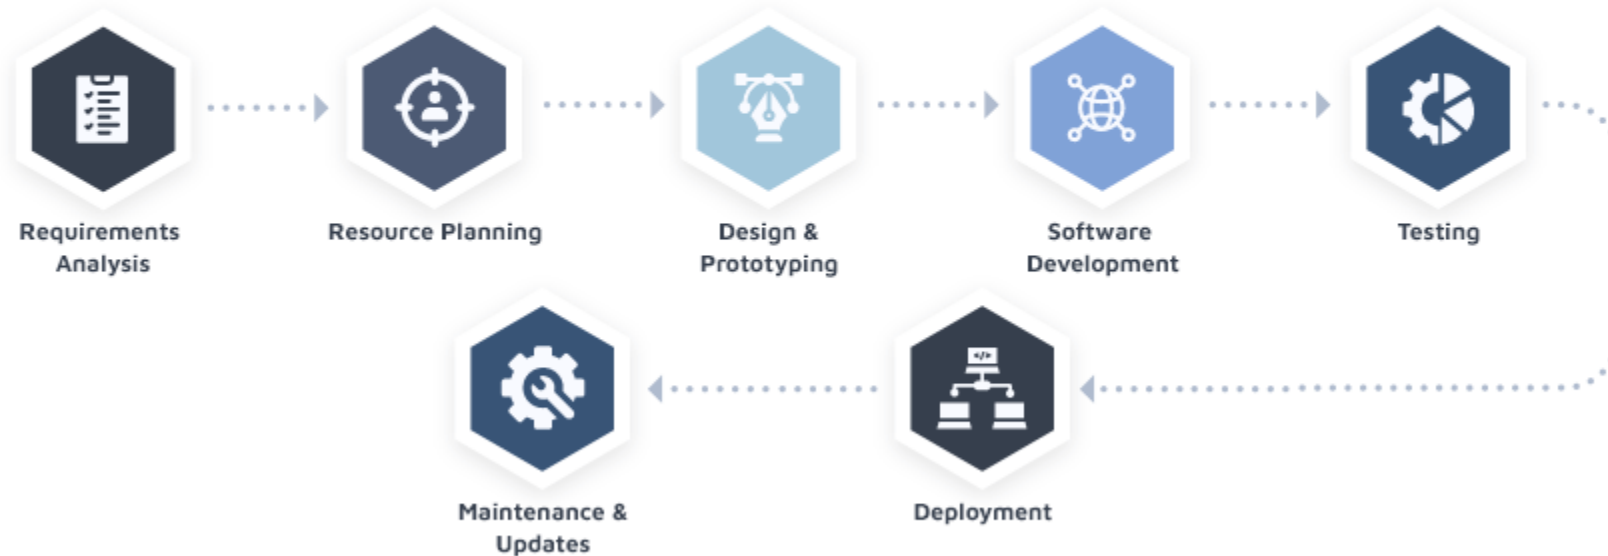 Requirements
Analysis
Resource Planning
Design &
Prototyping
Software
Development
Testing
</>
Maintenance &
Updates
Deployment